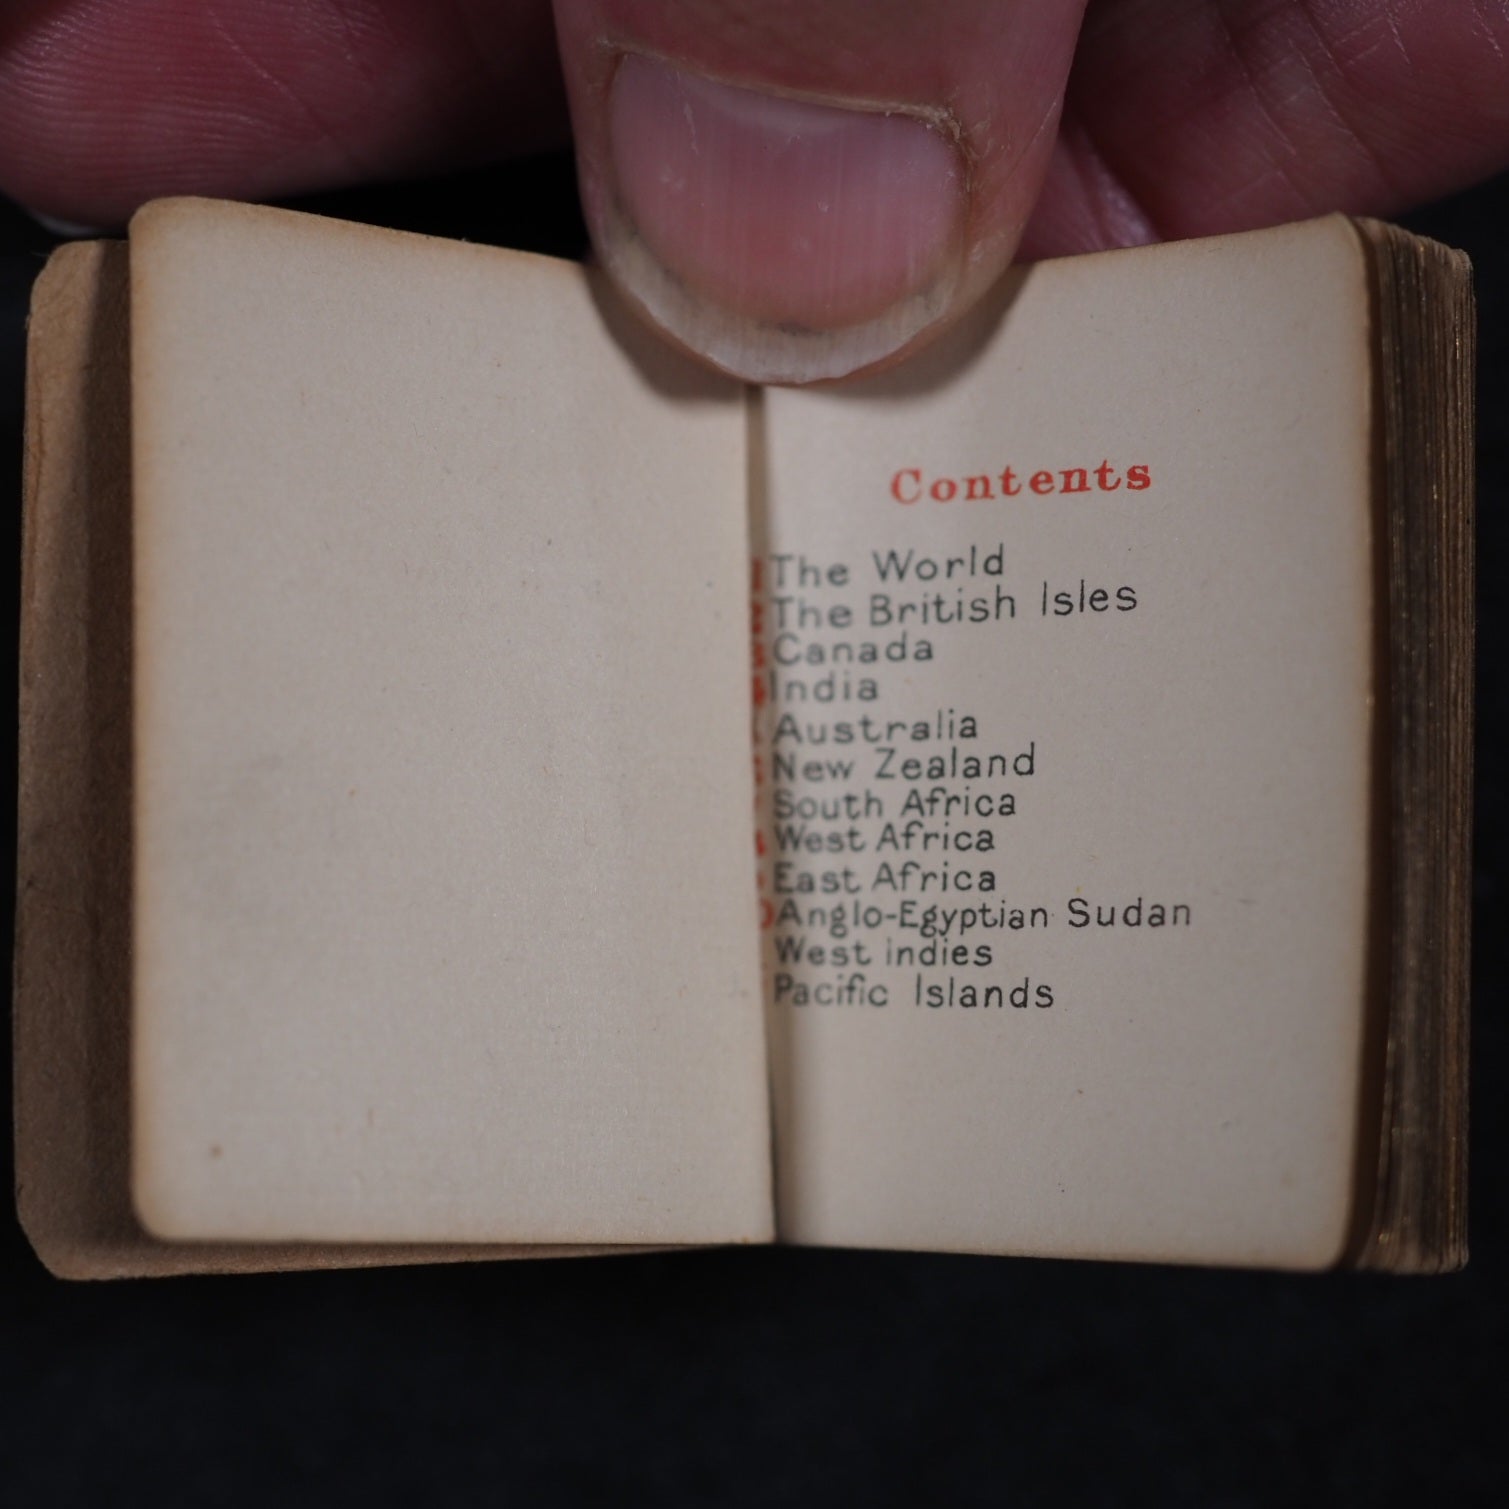 Contents
The World
The British Isles
Canada
India
Australia
New Zealand
South Africa
West Africa
East Africa
Anglo-Egyptian Sudan
West indies
Pacific Islands